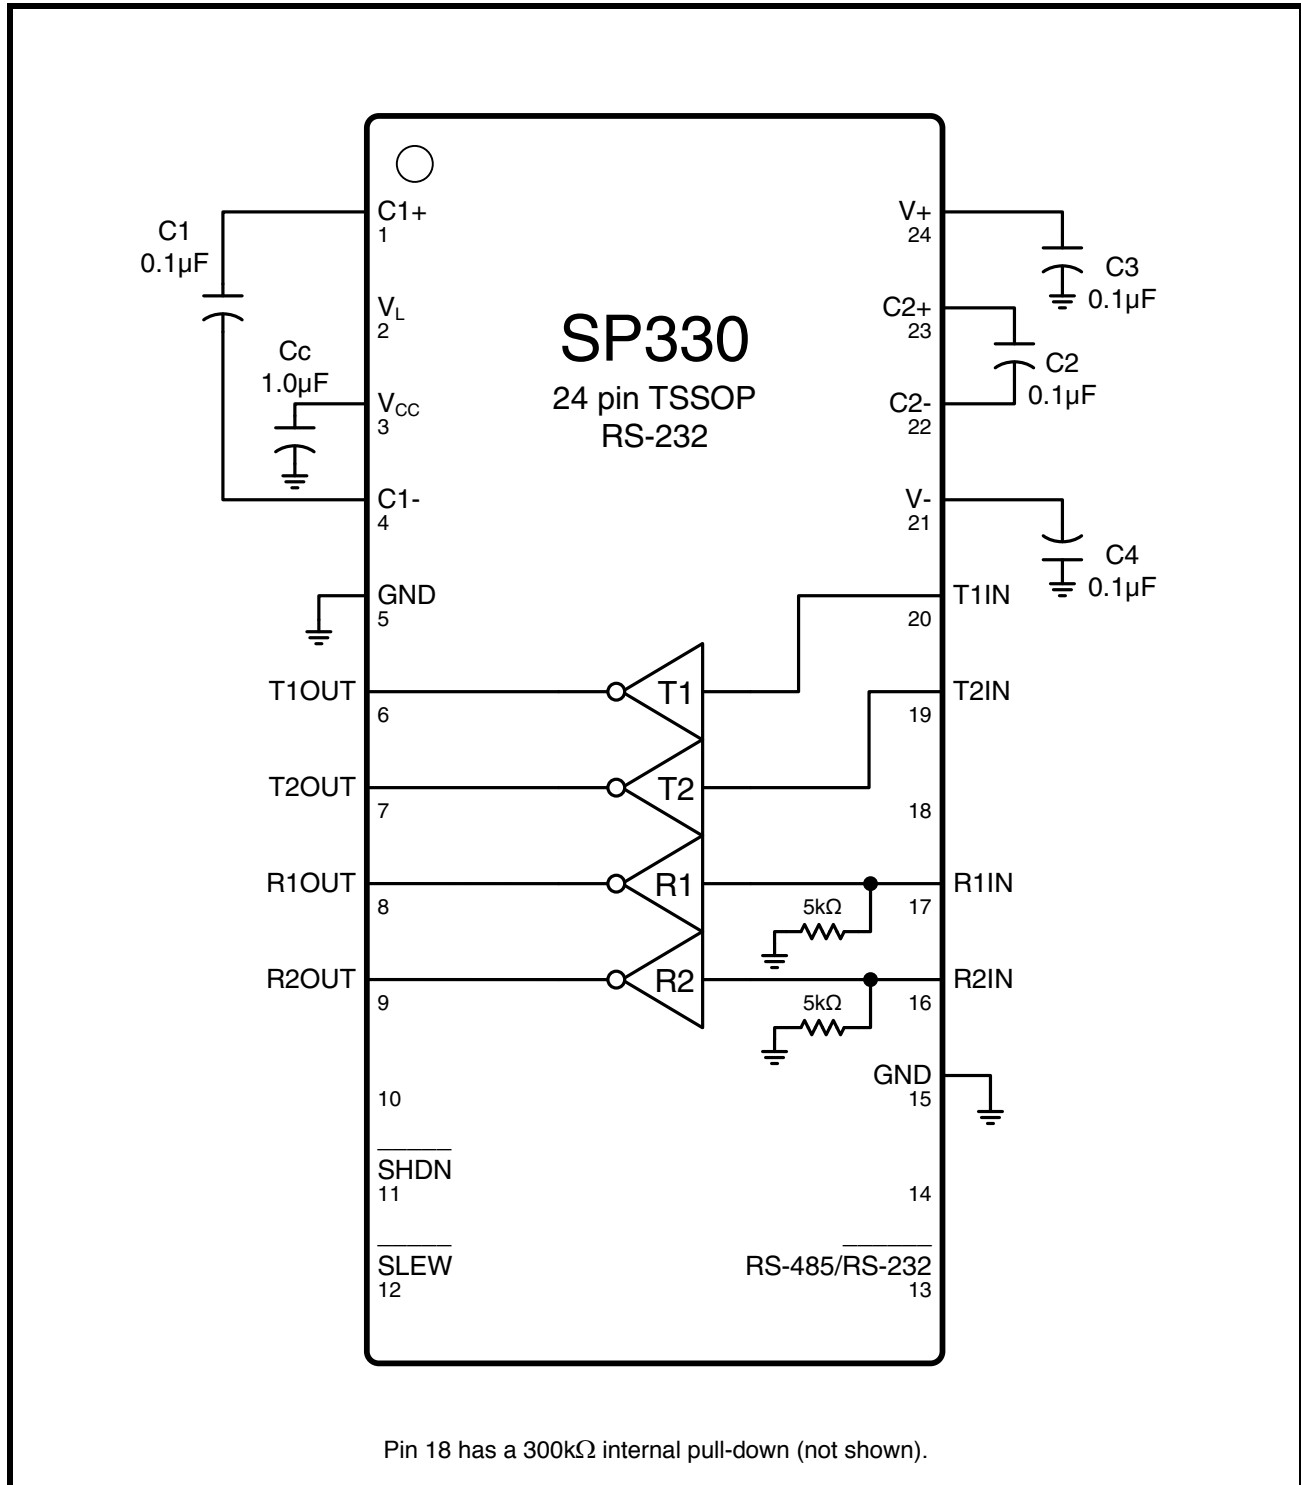 C1+
1
C1
0.1µF
VL
2
Cc
1.0µF
VCC
3
C1-
4
GND
5
T1OUT
6
T2OUT
7
R1OUT
8
R2OUT
9
10
SHDN
11
SLEW
12
SP330
24 pin TSSOP
RS-232
T1
T2
R1
R2
5kΩ
5kΩ
V+
24
C3
0.1µF
C2+
23
C2
0.1µF
C2-
22
V-
21
C4
0.1µF
T1IN
20
T2IN
19
18
R1IN
17
R2IN
16
GND
15
14
RS-485/RS-232
13
Pin 18 has a 300kΩ internal pull-down (not shown).